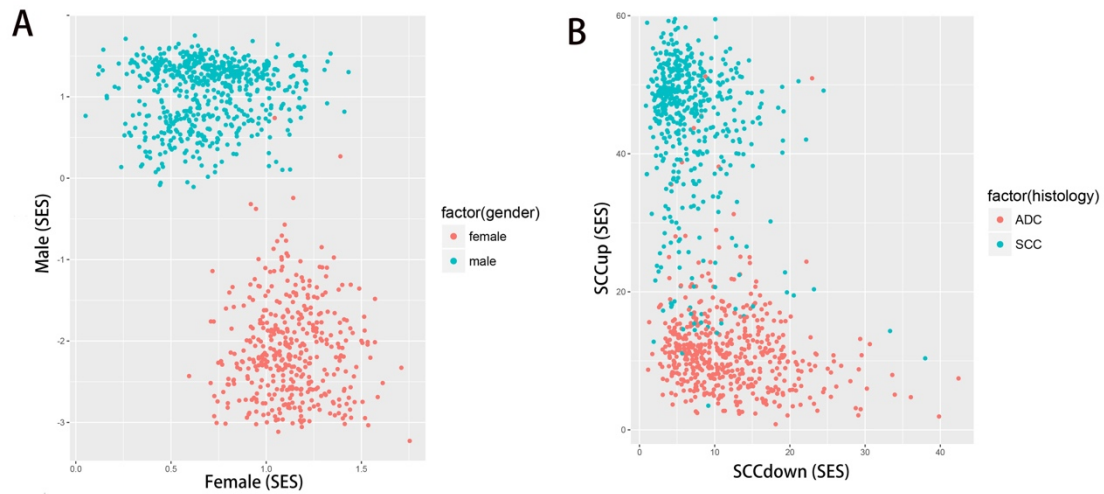 A
Male (SES)
1
0
-1
-2
-3
0.0 0.5 1.0 1.5
Female (SES)
factor(gender)
female
male
B
SCCup (SES)
60
40
20
0
0 10 20 30 40
SCCdown (SES)
factor(histology)
ADC
SCC